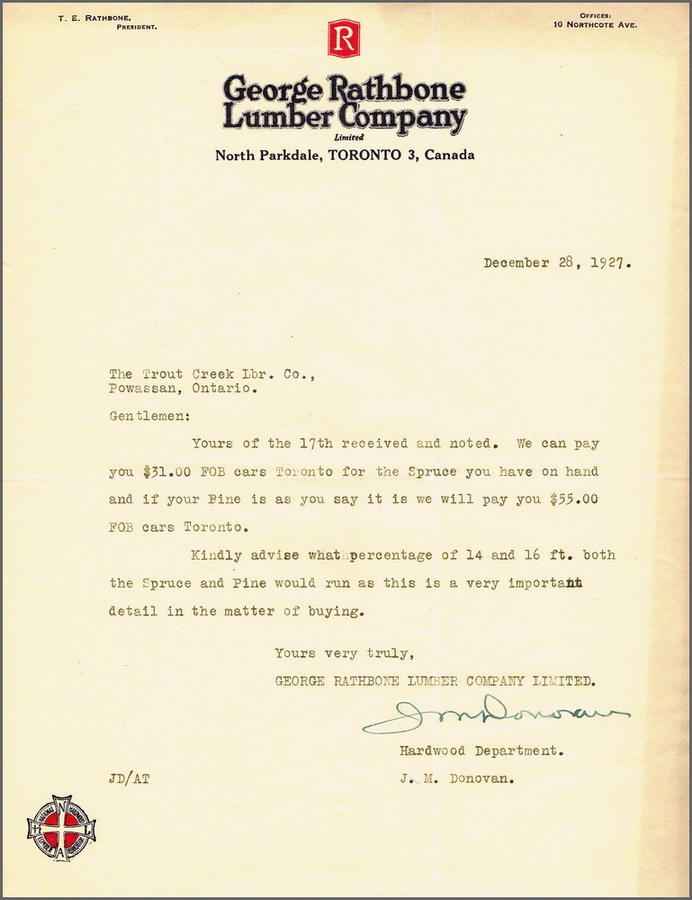 T. E. RATHBONE,
PRESIDENT.
OFFICES:
10 NORTHCOTE AVE.
R
George Rathbone
Lumber Company
Limited
North Parkdale, TORONTO 3, Canada
December 28, 1927.
The Trout Creek Lbr. Co.,
Powassan, Ontario.
Gentlemen:
Yours of the 17th received and noted. We can pay
you $31.00 FOB cars Toronto for the Spruce you have on hand
and if your Pine is as you say it is we will pay you $55.00
FOB cars Toronto.
Kindly advise what percentage of 14 and 16 ft. both
the Spruce and Pine would run as this is a very important
detail in the matter of buying.
Yours very truly,
GEORGE RATHBONE LUMBER COMPANY LIMITED.
J M Donovan
Hardwood Department.
JD/AT
J. M. Donovan.
N
H L
A
NATIONAL HARDWOOD
LUMBER ASSOCIATION